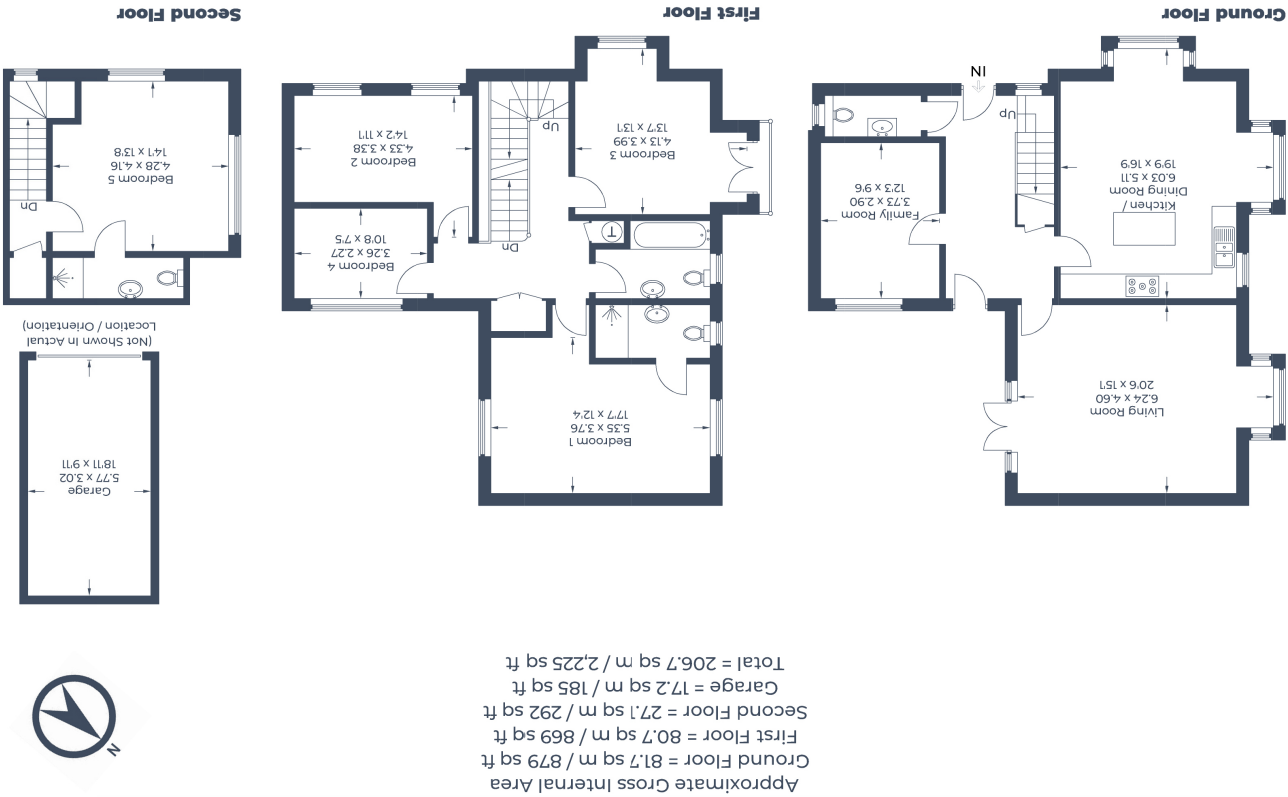 Approximate Gross Internal Area
Ground Floor = 81.7 sq m / 879 sq ft
First Floor = 80.7 sq m / 869 sq ft
Second Floor = 27.1 sq m / 292 sq ft
Garage = 17.2 sq m / 185 sq ft
Total = 206.7 sq m / 2,225 sq ft
N
Living Room
6.24 x 4.60
20'6 x 15'1
Kitchen /
Dining Room
6.03 x 5.11
19'9 x 16'9
Family Room
3.73 x 2.90
12'3 x 9'6
Up
IN
Ground Floor
Bedroom 1
5.35 x 3.76
17'7 x 12'4
T
Dn
Bedroom 4
3.26 x 2.27
10'8 x 7'5
Bedroom 3
4.13 x 3.99
13'7 x 13'1
Bedroom 2
4.33 x 3.38
14'2 x 11'1
Up
First Floor
Garage
5.77 x 3.02
18'11 x 9'11
(Not Shown In Actual
Location / Orientation)
Dn
Bedroom 5
4.28 x 4.16
14'1 x 13'8
Second Floor